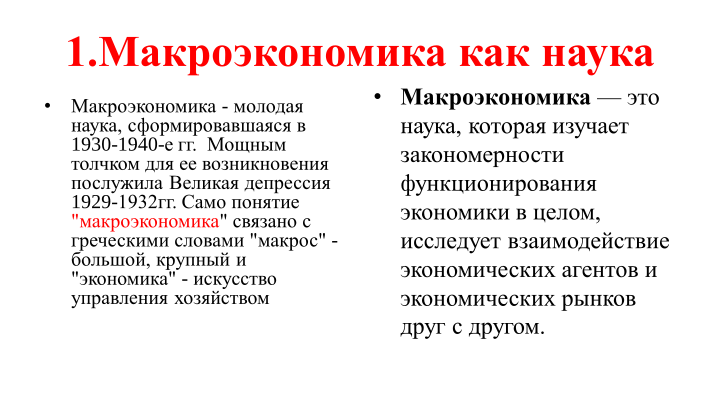 1.Макроэкономика как наука
• Макроэкономика - молодая
наука, сформировавшаяся в
1930-1940-е гг. Мощным
толчком для ее возникновения
послужила Великая депрессия
1929-1932гг. Само понятие
"макроэкономика" связано с
греческими словами "макрос" -
большой, крупный и
"экономика" - искусство
управления хозяйством
• Макроэкономика — это
наука, которая изучает
закономерности
функционирования
экономики в целом,
исследует взаимодействие
экономических агентов и
экономических рынков
друг с другом.